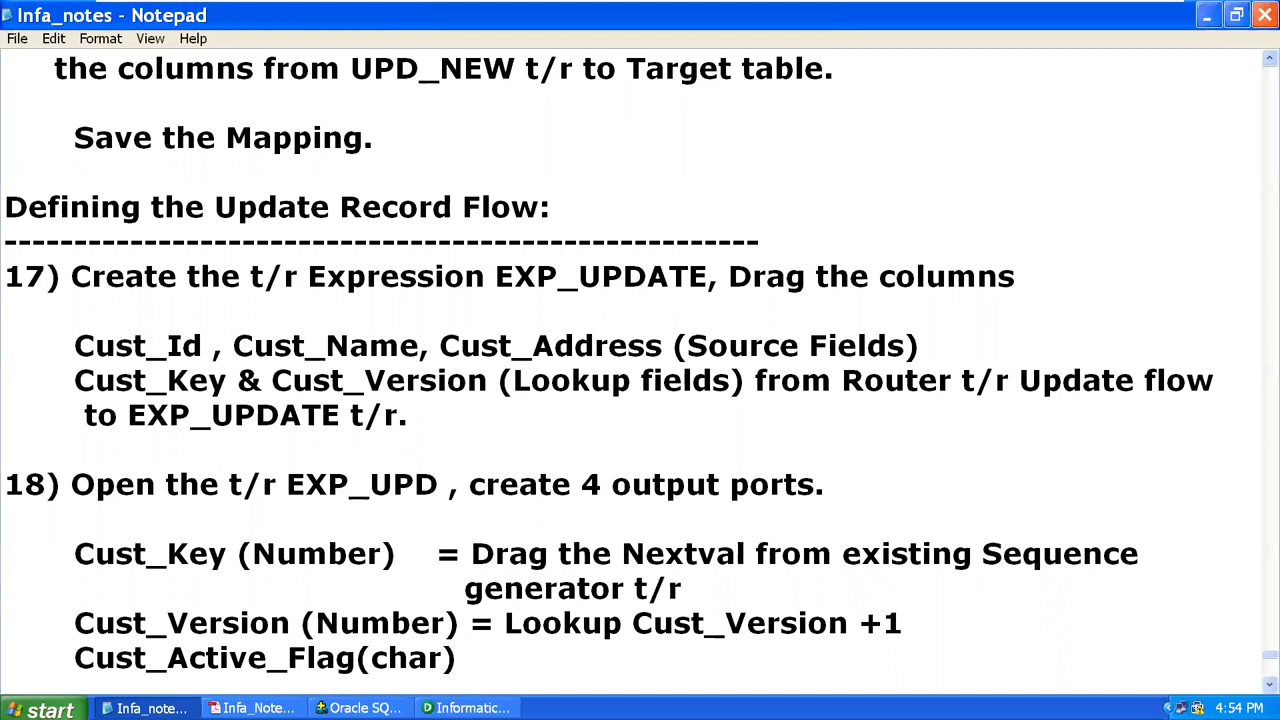 Infa_notes - Notepad
File Edit Format View Help
the columns from UPD_NEW t/r to Target table.
Save the Mapping.
Defining the Update Record Flow:
------------------------------------------------------
17) Create the t/r Expression EXP_UPDATE, Drag the columns
Cust_Id , Cust_Name, Cust_Address (Source Fields)
Cust_Key & Cust_Version (Lookup fields) from Router t/r Update flow
to EXP_UPDATE t/r.
18) Open the t/r EXP_UPD , create 4 output ports.
Cust_Key (Number) = Drag the Nextval from existing Sequence
generator t/r
Cust_Version (Number) = Lookup Cust_Version +1
Cust_Active_Flag(char)
start Infa_note... Infa_Note... Oracle SQ... Informatic... 4:54 PM